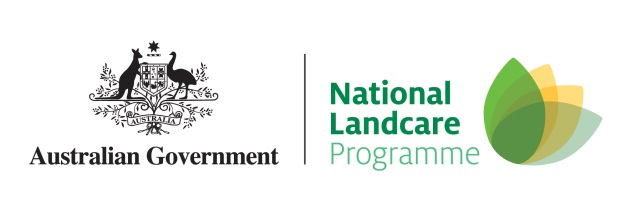 AUSTRALIA
Australian Government
National
Landcare
Programme